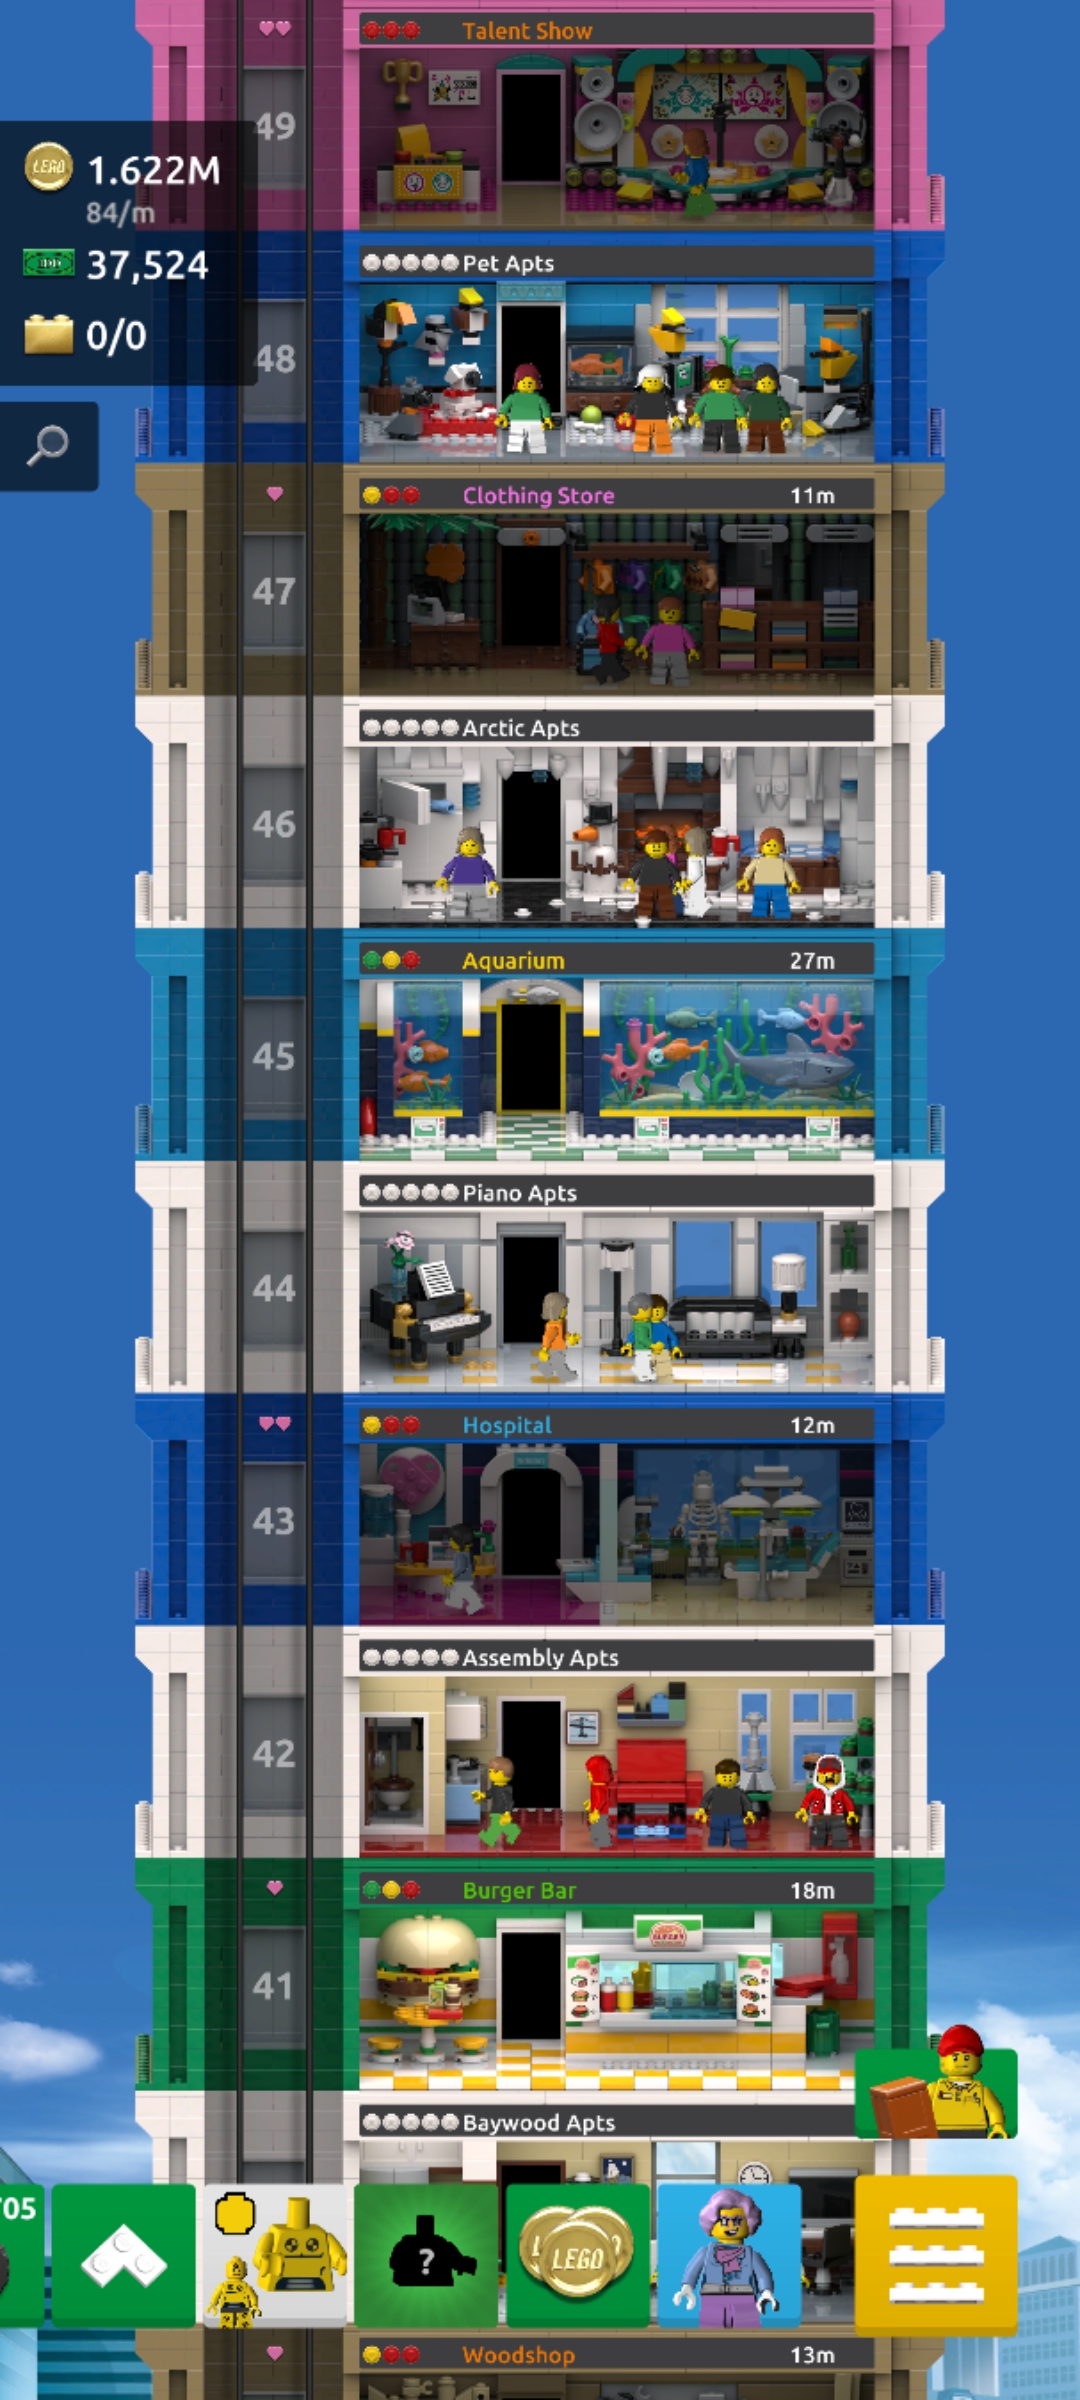 Talent Show
49
LEGO 1.622M
84/m
37,524
0/0
Pet Apts
48
Clothing Store 11m
47
Arctic Apts
46
Aquarium 27m
45
Piano Apts
44
Hospital 12m
43
Assembly Apts
42
Burger Bar 18m
41
Baywood Apts
705
?
LEGO
Woodshop 13m